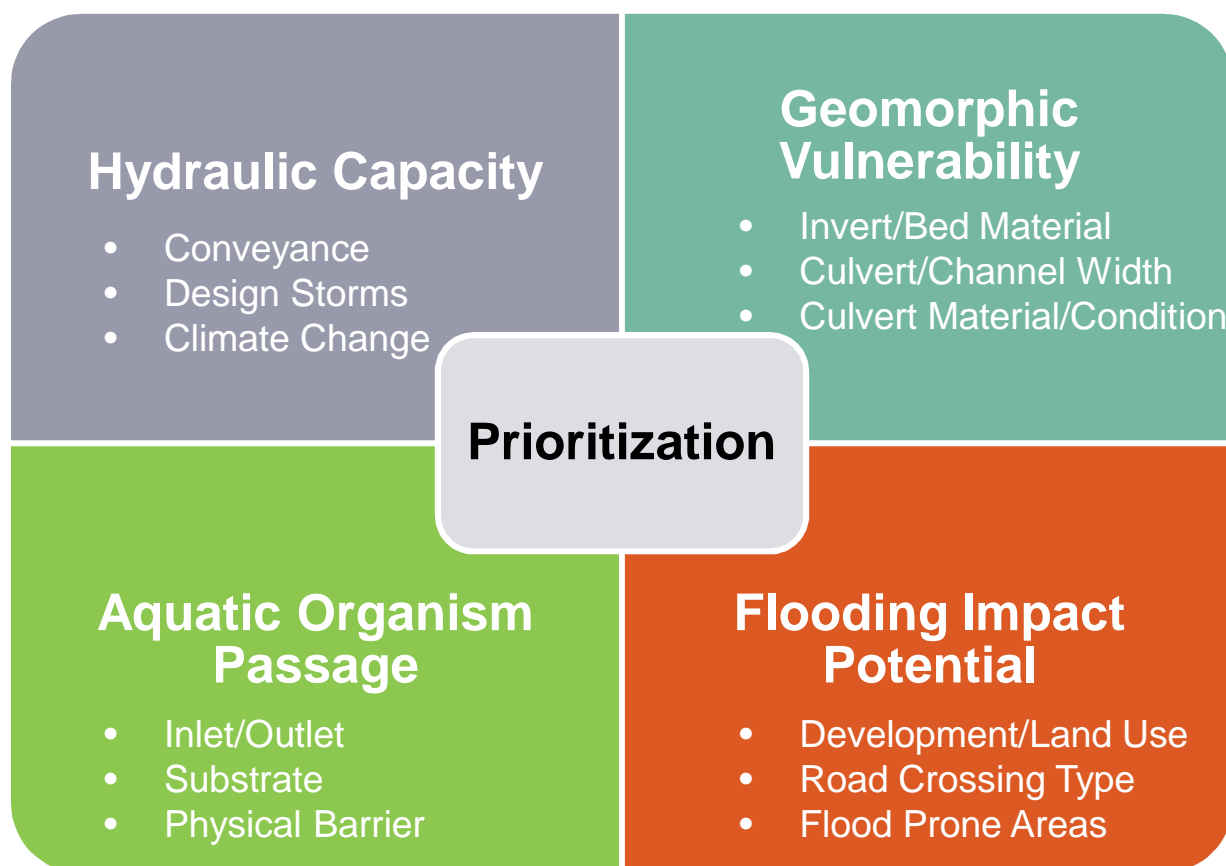 Hydraulic Capacity
• Conveyance
• Design Storms
• Climate Change
Geomorphic
Vulnerability
• Invert/Bed Material
• Culvert/Channel Width
• Culvert Material/Condition
Prioritization
Aquatic Organism
Passage
• Inlet/Outlet
• Substrate
• Physical Barrier
Flooding Impact
Potential
• Development/Land Use
• Road Crossing Type
• Flood Prone Areas